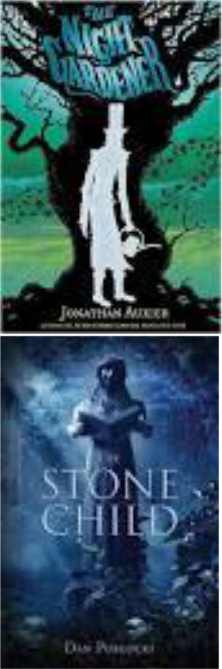 THE
NIGHT
GARDENER
JONATHAN AUXIER
STONE
CHILD
DAN POBLOCKI